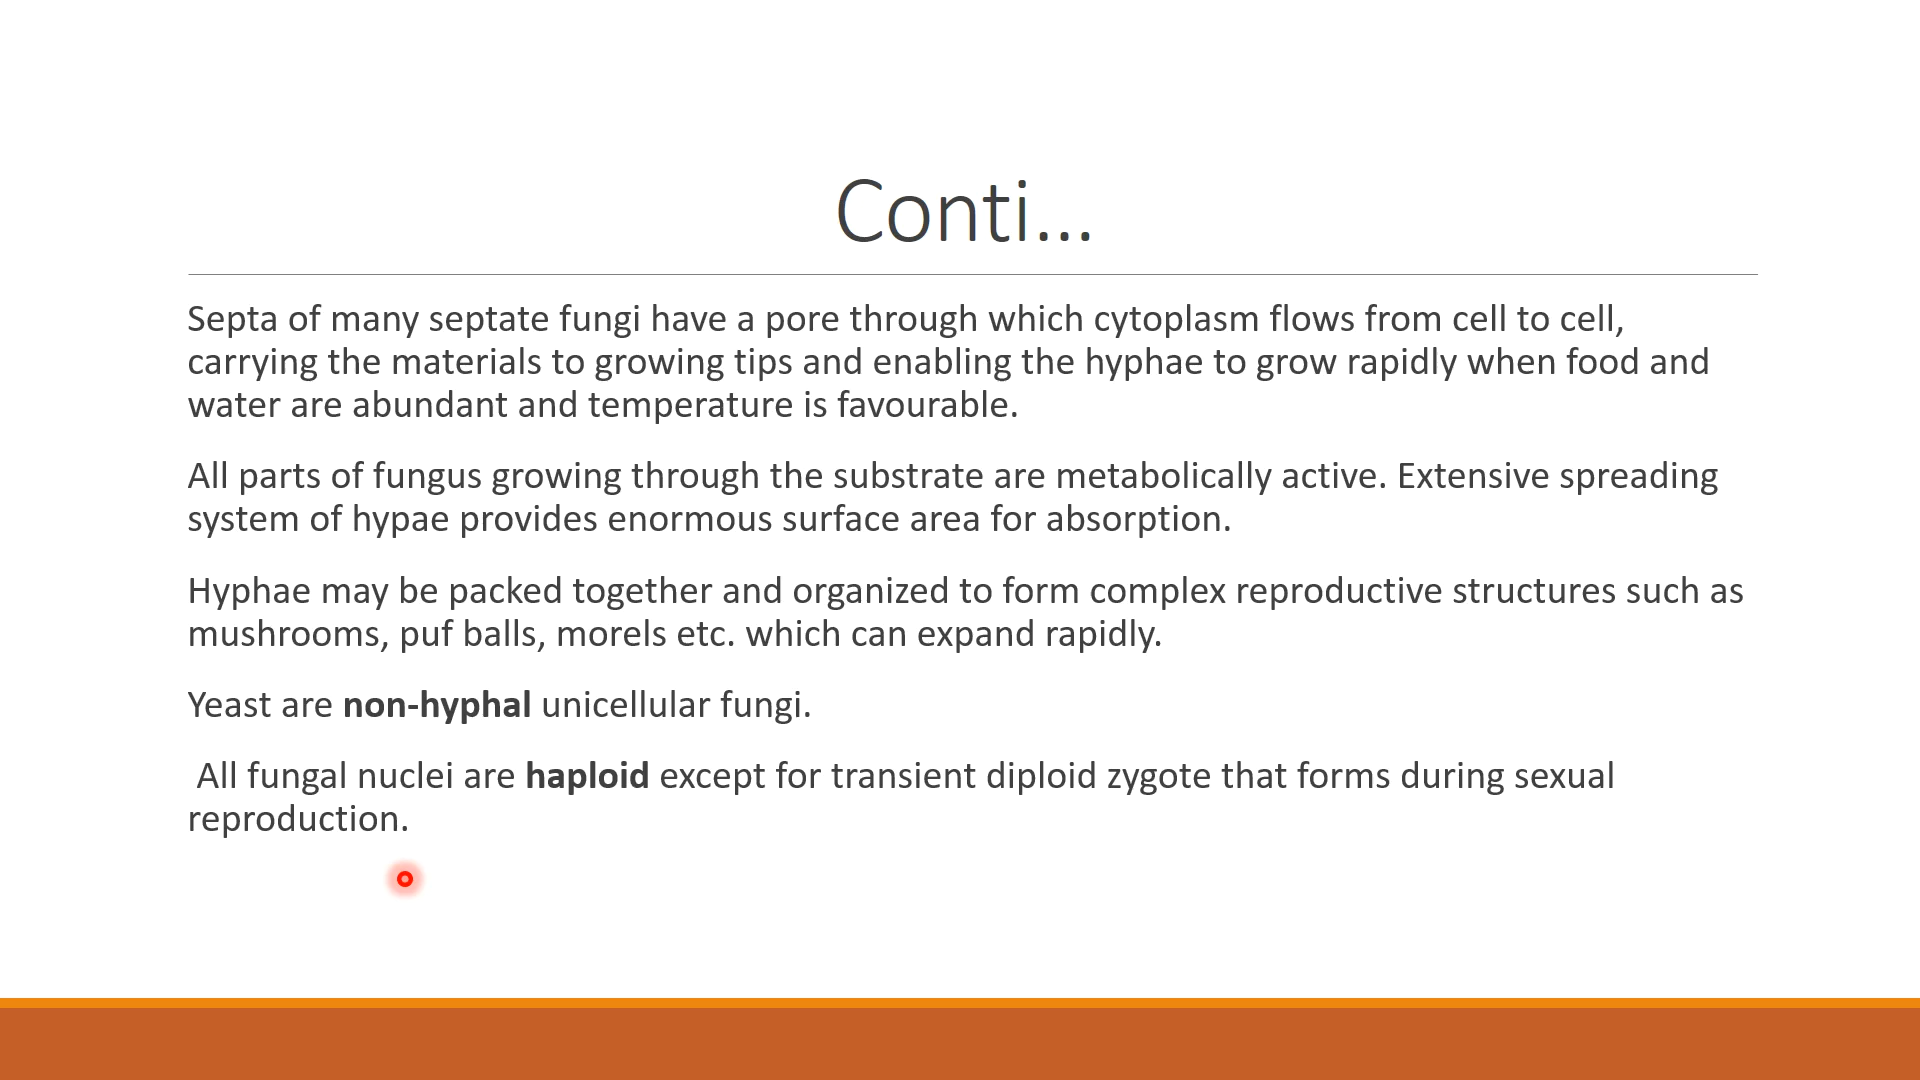 Conti...
Septa of many septate fungi have a pore through which cytoplasm flows from cell to cell,
carrying the materials to growing tips and enabling the hyphae to grow rapidly when food and
water are abundant and temperature is favourable.
All parts of fungus growing through the substrate are metabolically active. Extensive spreading
system of hypae provides enormous surface area for absorption.
Hyphae may be packed together and organized to form complex reproductive structures such as
mushrooms, puf balls, morels etc. which can expand rapidly.
Yeast are non-hyphal unicellular fungi.
All fungal nuclei are haploid except for transient diploid zygote that forms during sexual
reproduction.